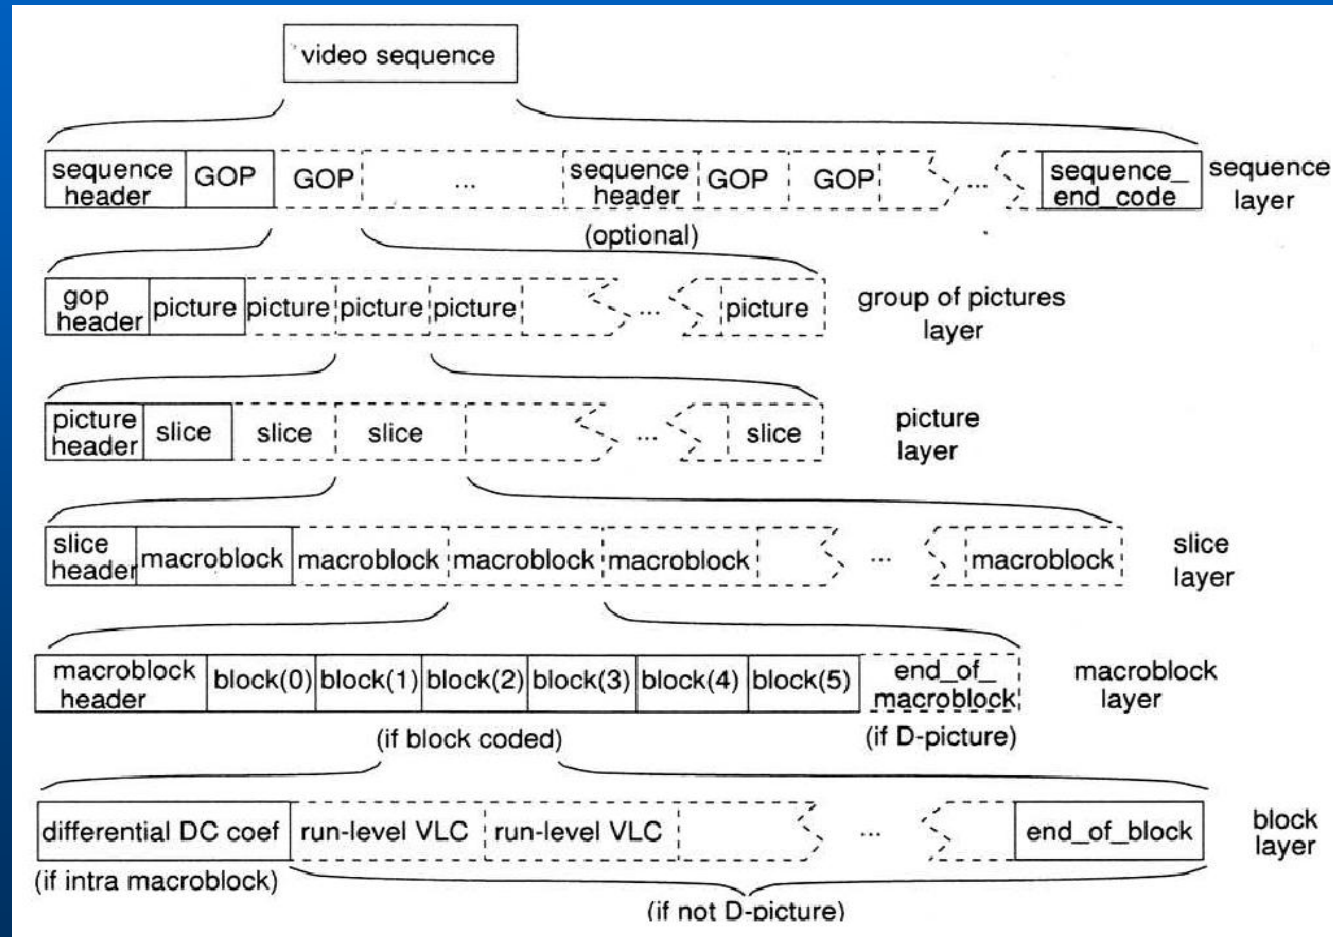 video sequence
sequence header GOP GOP ... sequence header GOP GOP ... sequence_ end_code sequence layer
(optional)
gop header picture picture picture picture ... picture group of pictures layer
picture header slice slice slice ... slice picture layer
slice header macroblock macroblock macroblock macroblock ... macroblock slice layer
macroblock header block(0) block(1) block(2) block(3) block(4) block(5) end_of_ macroblock macroblock layer
(if block coded) (if D-picture)
differential DC coef run-level VLC run-level VLC ... end_of_block block layer
(if intra macroblock)
(if not D-picture)